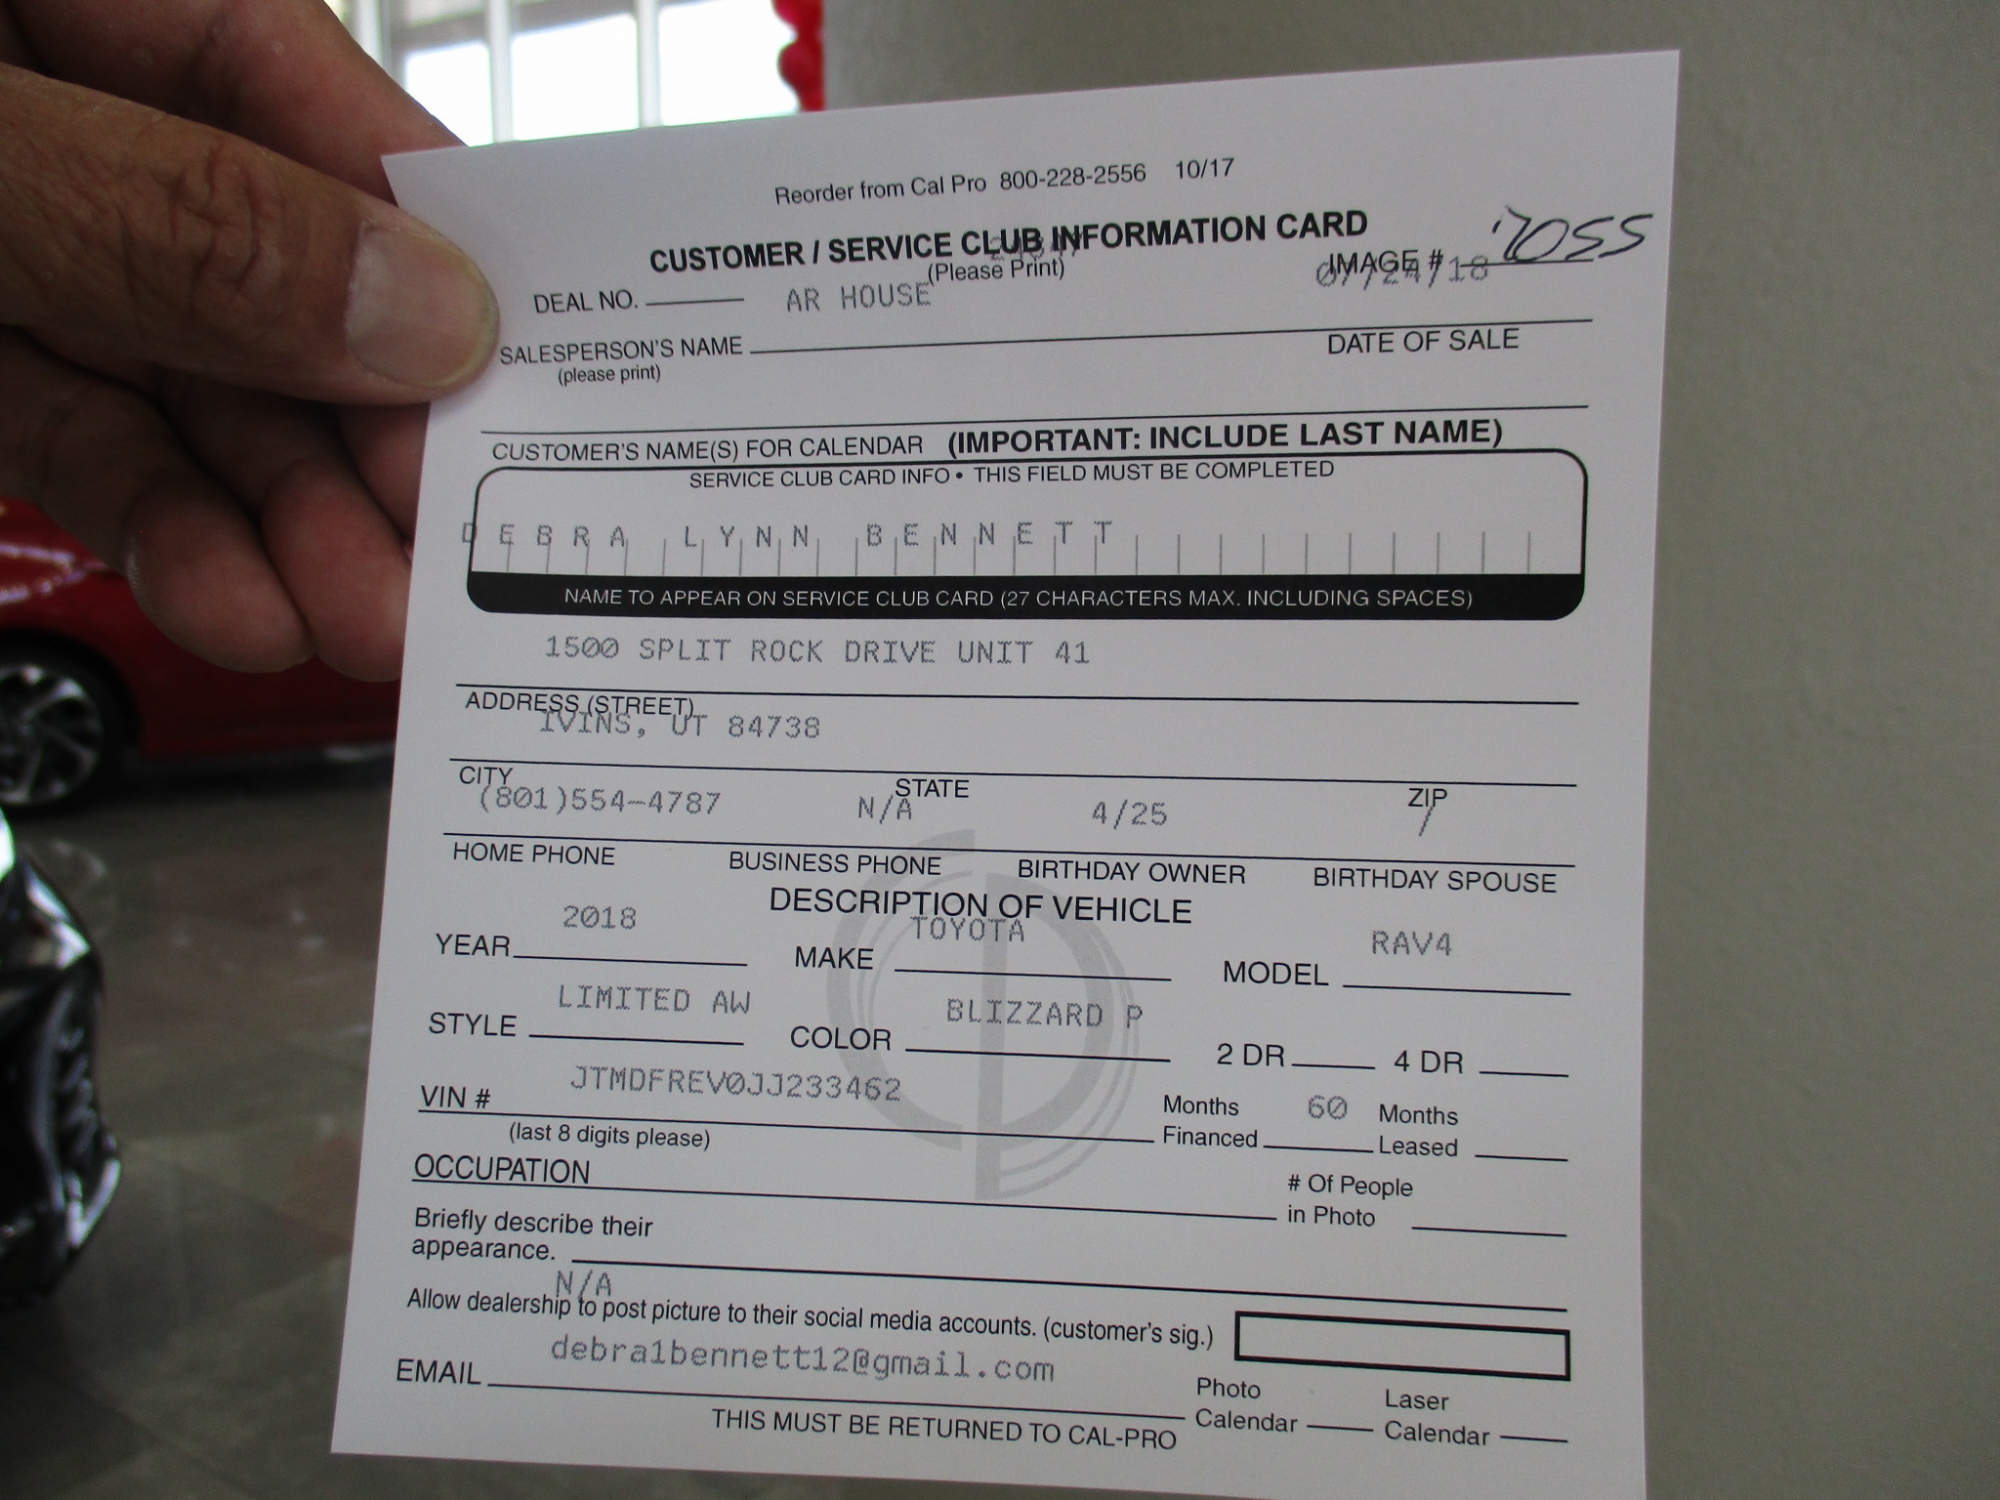 Reorder from Cal Pro 800-228-2556 10/17
CUSTOMER / SERVICE CLUB INFORMATION CARD
(Please Print)
IMAGE # 7055
07/24/18
DEAL NO. AR HOUSE
SALESPERSON'S NAME
(please print)
DATE OF SALE
CUSTOMER'S NAME(S) FOR CALENDAR (IMPORTANT: INCLUDE LAST NAME)
SERVICE CLUB CARD INFO • THIS FIELD MUST BE COMPLETED
DEBRA LYNN BENNETT
NAME TO APPEAR ON SERVICE CLUB CARD (27 CHARACTERS MAX. INCLUDING SPACES)
1500 SPLIT ROCK DRIVE UNIT 41
ADDRESS (STREET)
IVINS, UT 84738
CITY STATE ZIP
(801)554-4787 N/A 4/25 /
HOME PHONE BUSINESS PHONE BIRTHDAY OWNER BIRTHDAY SPOUSE
DESCRIPTION OF VEHICLE
YEAR 2018 MAKE TOYOTA MODEL RAV4
STYLE LIMITED AW COLOR BLIZZARD P 2 DR 4 DR
VIN # JTMDFREV0JJ233462 Months Financed 60 Months Leased
(last 8 digits please)
OCCUPATION # Of People in Photo
Briefly describe their
appearance.
N/A
Allow dealership to post picture to their social media accounts. (customer's sig.)
EMAIL debra1bennett12@gmail.com Photo Calendar Laser Calendar
THIS MUST BE RETURNED TO CAL-PRO